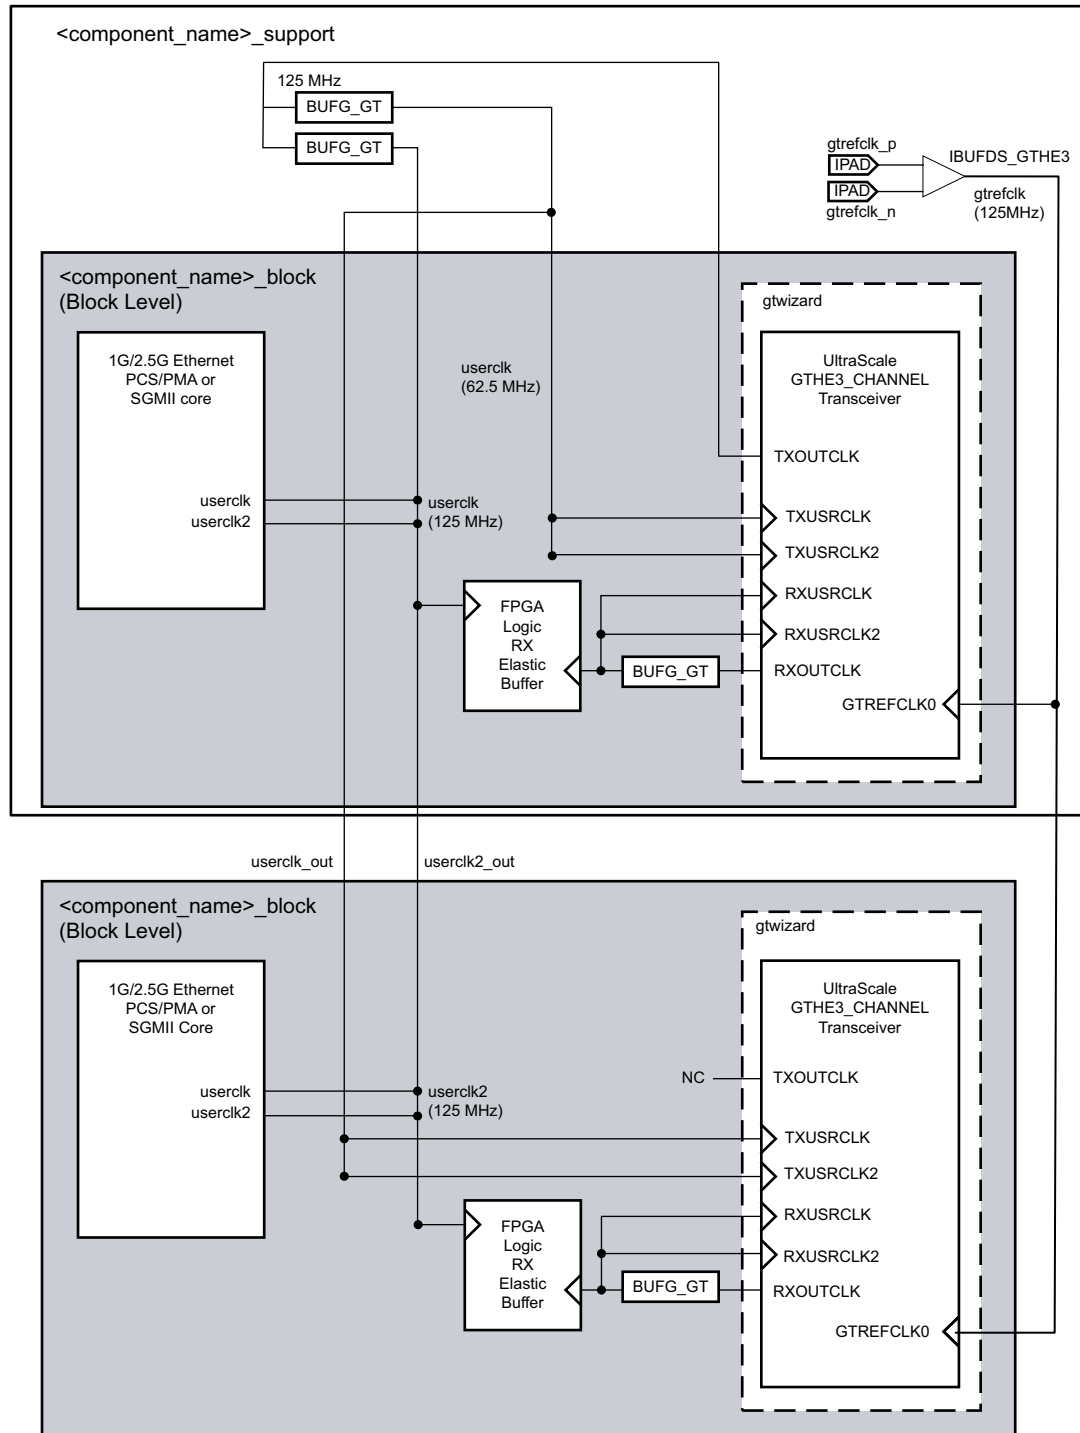 <component_name>_support
125 MHz
BUFG_GT
BUFG_GT
gtrefclk_p
IPAD
IBUFDS_GTHE3
IPAD
gtrefclk_n
gtrefclk
(125MHz)
<component_name>_block
(Block Level)
gtwizard
1G/2.5G Ethernet
PCS/PMA or
SGMII core
userclk
(62.5 MHz)
UltraScale
GTHE3_CHANNEL
Transceiver
TXOUTCLK
userclk
userclk2
userclk
(125 MHz)
TXUSRCLK
TXUSRCLK2
RXUSRCLK
RXUSRCLK2
FPGA
Logic
RX
Elastic
Buffer
BUFG_GT
RXOUTCLK
GTREFCLK0
userclk_out
userclk2_out
<component_name>_block
(Block Level)
gtwizard
1G/2.5G Ethernet
PCS/PMA or
SGMII Core
UltraScale
GTHE3_CHANNEL
Transceiver
NC
TXOUTCLK
userclk
userclk2
userclk2
(125 MHz)
TXUSRCLK
TXUSRCLK2
RXUSRCLK
RXUSRCLK2
FPGA
Logic
RX
Elastic
Buffer
BUFG_GT
RXOUTCLK
GTREFCLK0